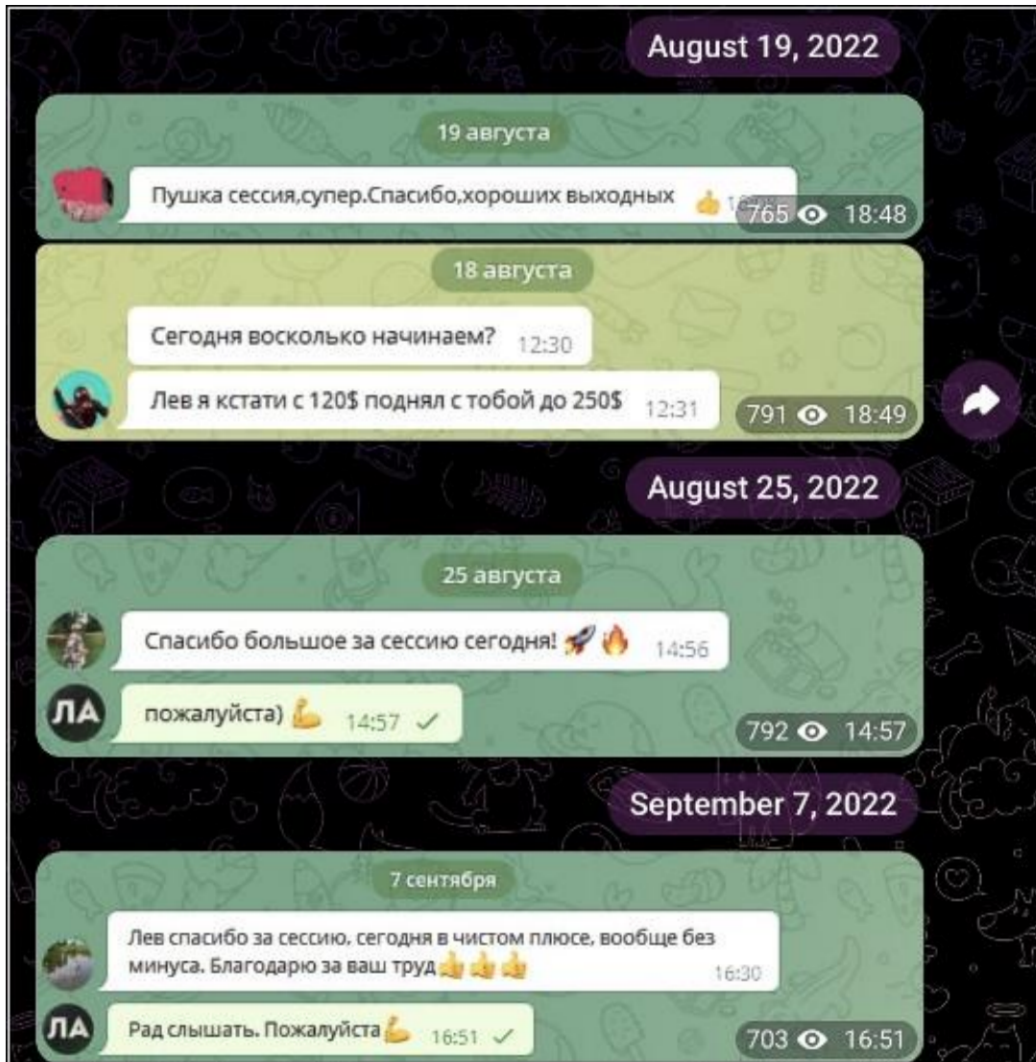 August 19, 2022
19 августа
Пушка сессия,супер.Спасибо,хороших выходных 👍
765 18:48
18 августа
Сегодня восколько начинаем? 12:30
Лев я кстати с 120$ поднял с тобой до 250$ 12:31
791 18:49
August 25, 2022
25 августа
Спасибо большое за сессию сегодня! 🚀🔥 14:56
ЛА
пожалуйста) 💪 14:57
792 14:57
September 7, 2022
7 сентября
Лев спасибо за сессию, сегодня в чистом плюсе, вообще без
минуса. Благодарю за ваш труд👍👍👍 16:30
ЛА
Рад слышать. Пожалуйста💪 16:51
703 16:51